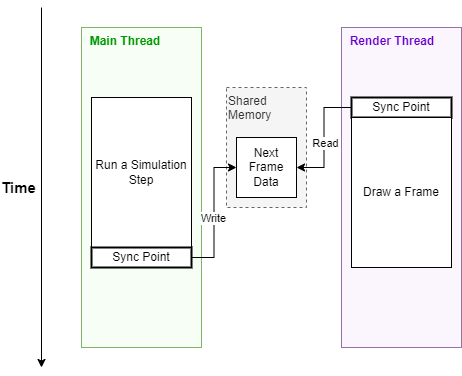 Main Thread
Render Thread
Shared
Memory
Sync Point
Read
Next
Frame
Data
Run a Simulation
Step
Time
Draw a Frame
Write
Sync Point